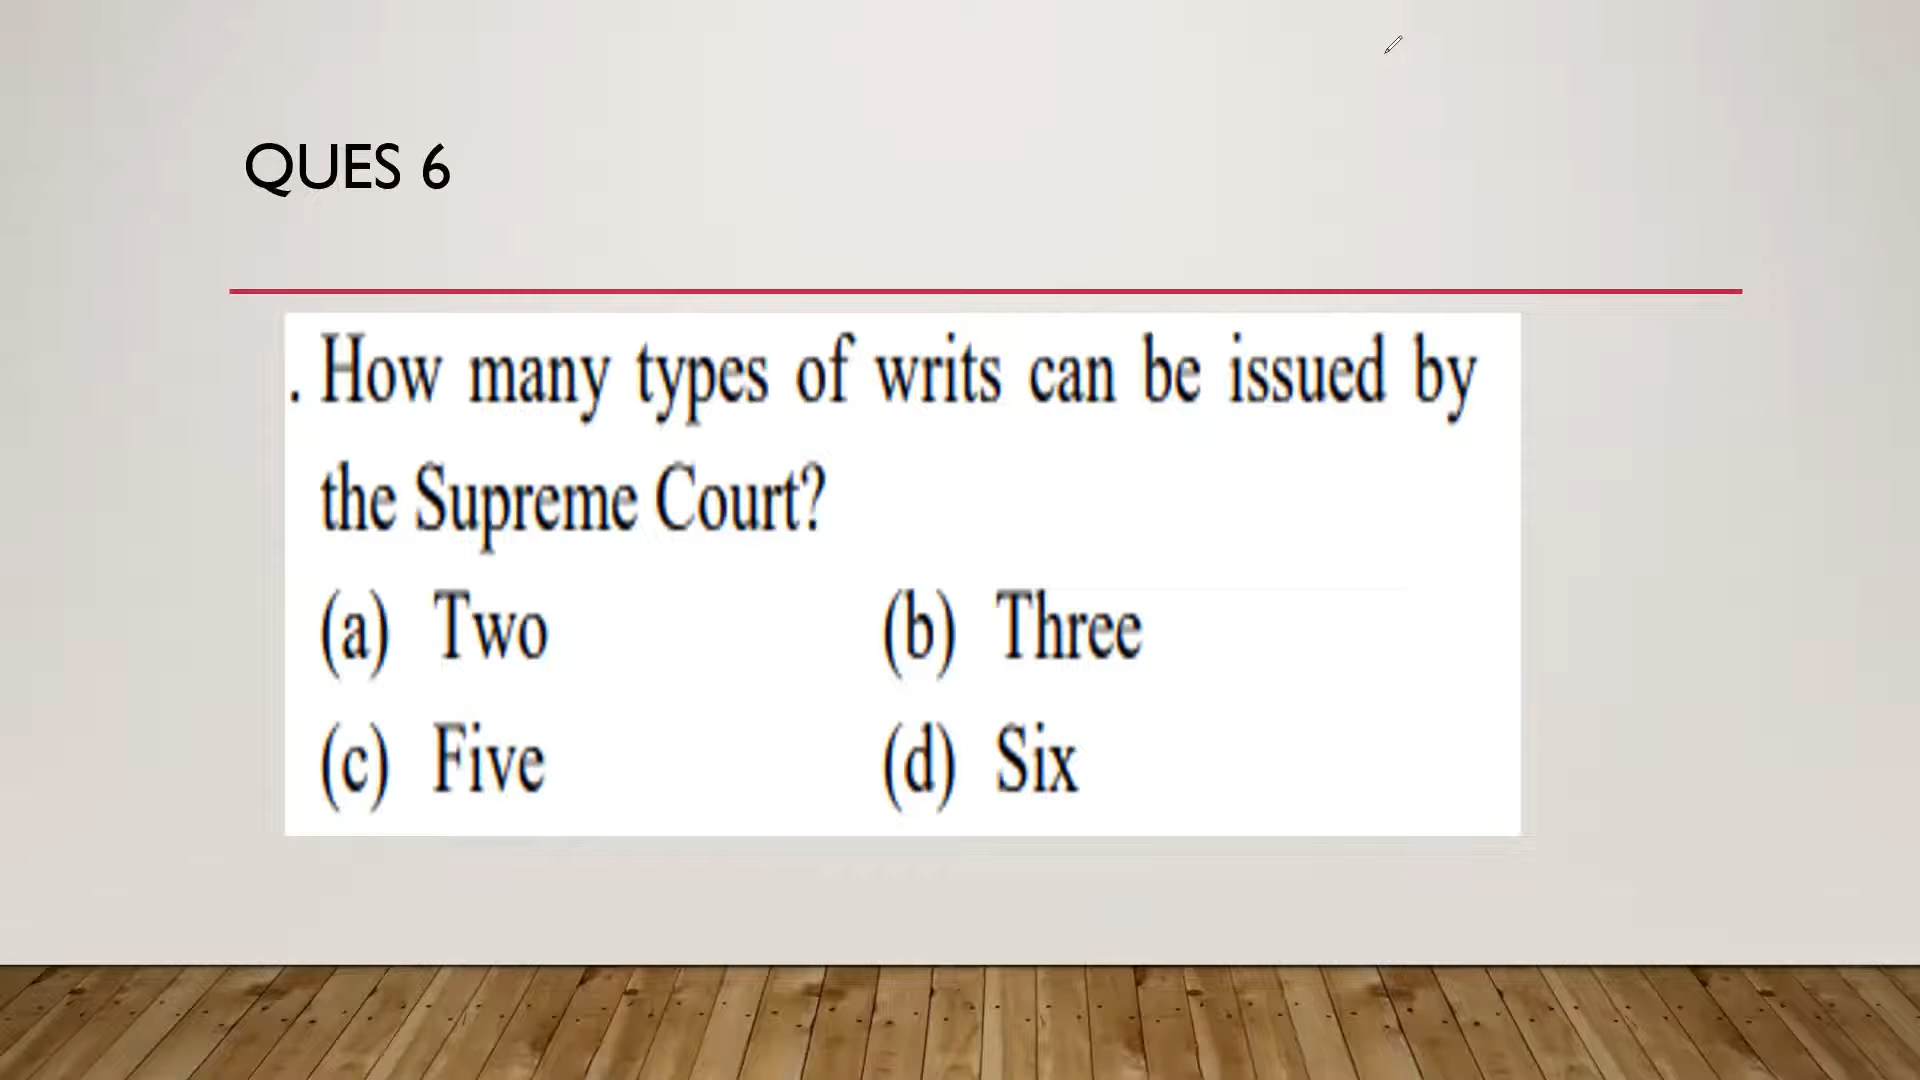 QUES 6
. How many types of writs can be issued by
the Supreme Court?
(a) Two (b) Three
(c) Five (d) Six